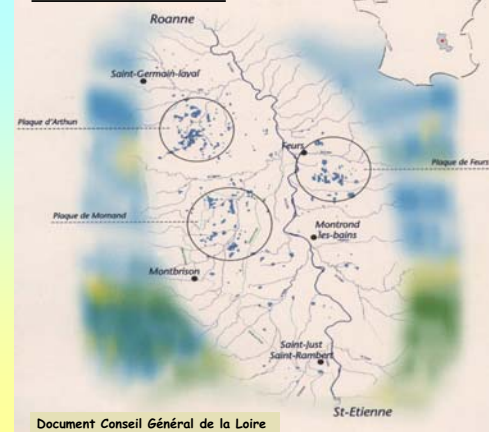 Roanne
Saint-Germain-laval
Plaque d'Arthun
Feurs
Plaque de Feurs
Plaque de Mornand
Montrond
les-bains
Montbrison
Saint-Just
Saint-Rambert
St-Etienne
Document Conseil Général de la Loire